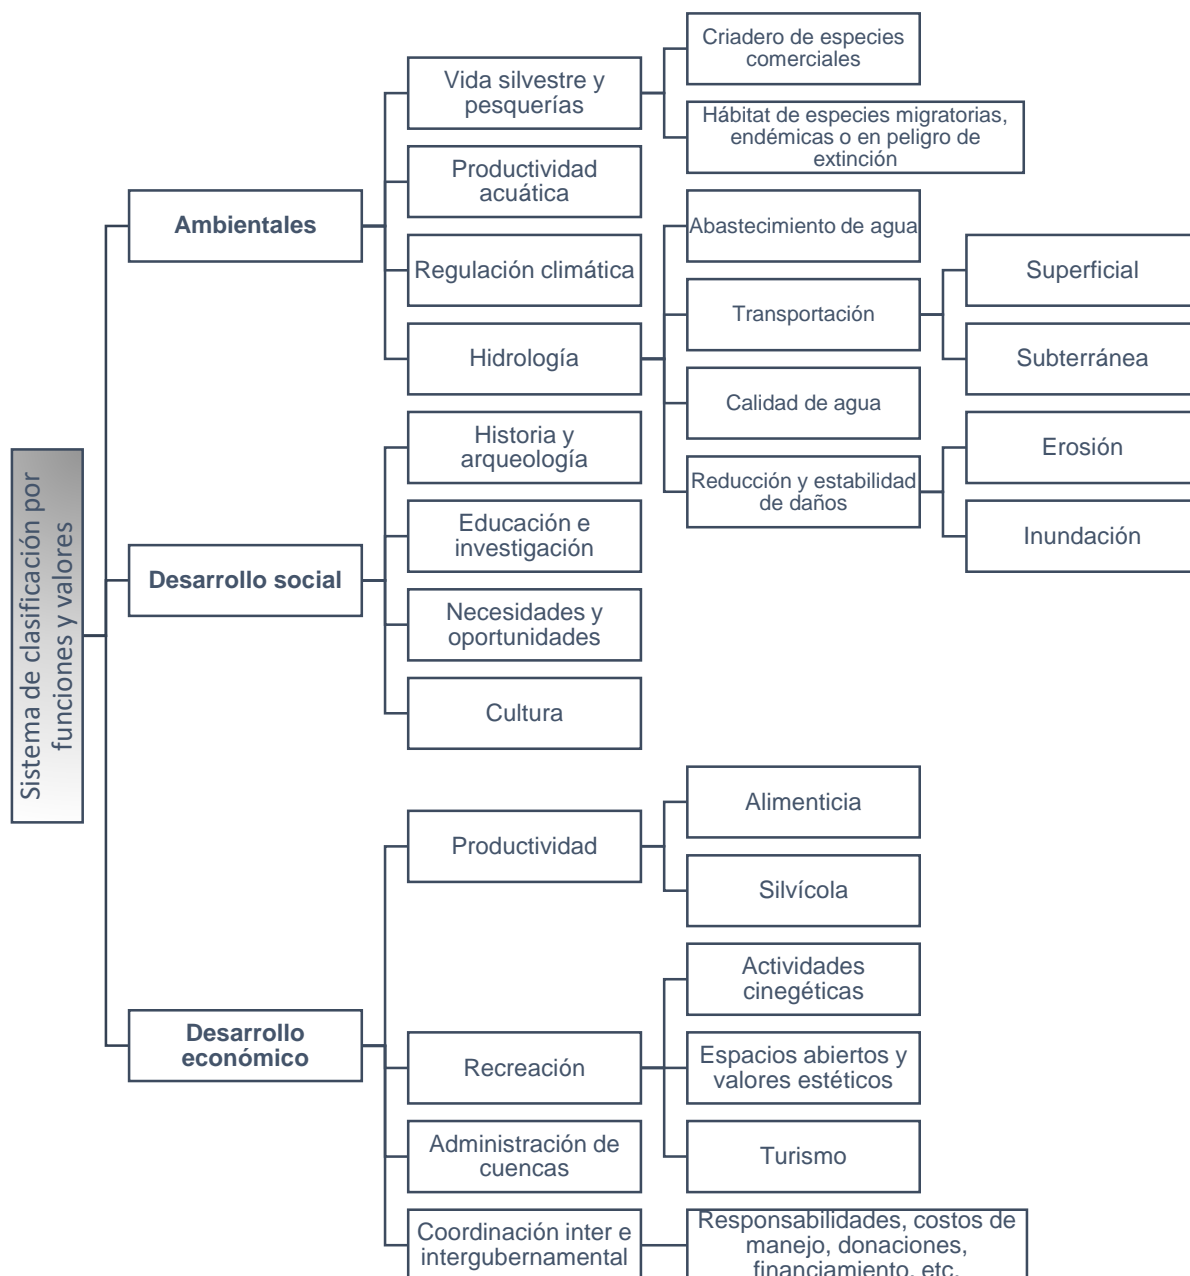 Sistema de clasificación por
funciones y valores
Ambientales
Vida silvestre y
pesquerías
Criadero de especies
comerciales
Hábitat de especies migratorias,
endémicas o en peligro de
extinción
Productividad
acuática
Regulación climática
Hidrología
Abastecimiento de agua
Transportación
Superficial
Subterránea
Calidad de agua
Reducción y estabilidad
de daños
Erosión
Inundación
Desarrollo social
Historia y
arqueología
Educación e
investigación
Necesidades y
oportunidades
Cultura
Desarrollo
económico
Productividad
Alimenticia
Silvícola
Recreación
Actividades
cinegéticas
Espacios abiertos y
valores estéticos
Turismo
Administración de
cuencas
Coordinación inter e
intergubernamental
Responsabilidades, costos de
manejo, donaciones,
financiamiento, etc.